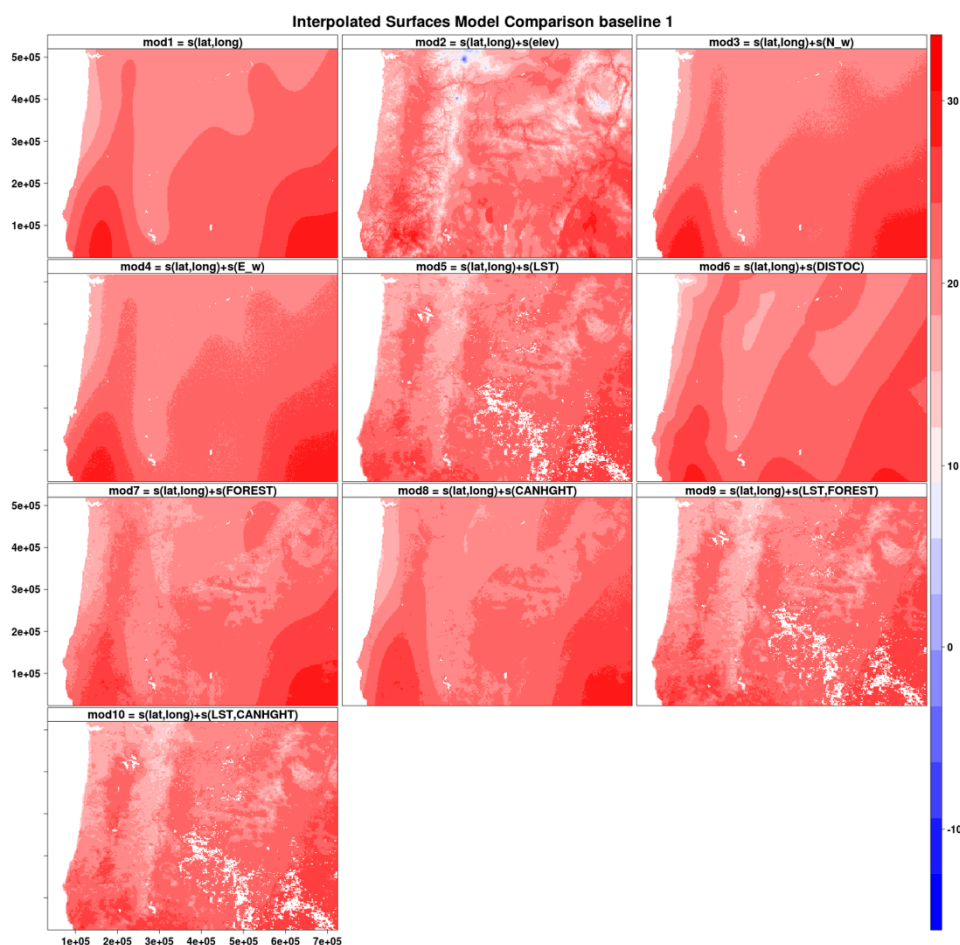 Interpolated Surfaces Model Comparison baseline 1
mod1 = s(lat,long)
mod2 = s(lat,long)+s(elev)
mod3 = s(lat,long)+s(N_w)
5e+05
4e+05
3e+05
2e+05
1e+05
mod4 = s(lat,long)+s(E_w)
mod5 = s(lat,long)+s(LST)
mod6 = s(lat,long)+s(DISTOC)
mod7 = s(lat,long)+s(FOREST)
mod8 = s(lat,long)+s(CANHGHT)
mod9 = s(lat,long)+s(LST,FOREST)
5e+05
4e+05
3e+05
2e+05
1e+05
mod10 = s(lat,long)+s(LST,CANHGHT)
1e+05 2e+05 3e+05 4e+05 5e+05 6e+05 7e+05
30
20
10
0
-10